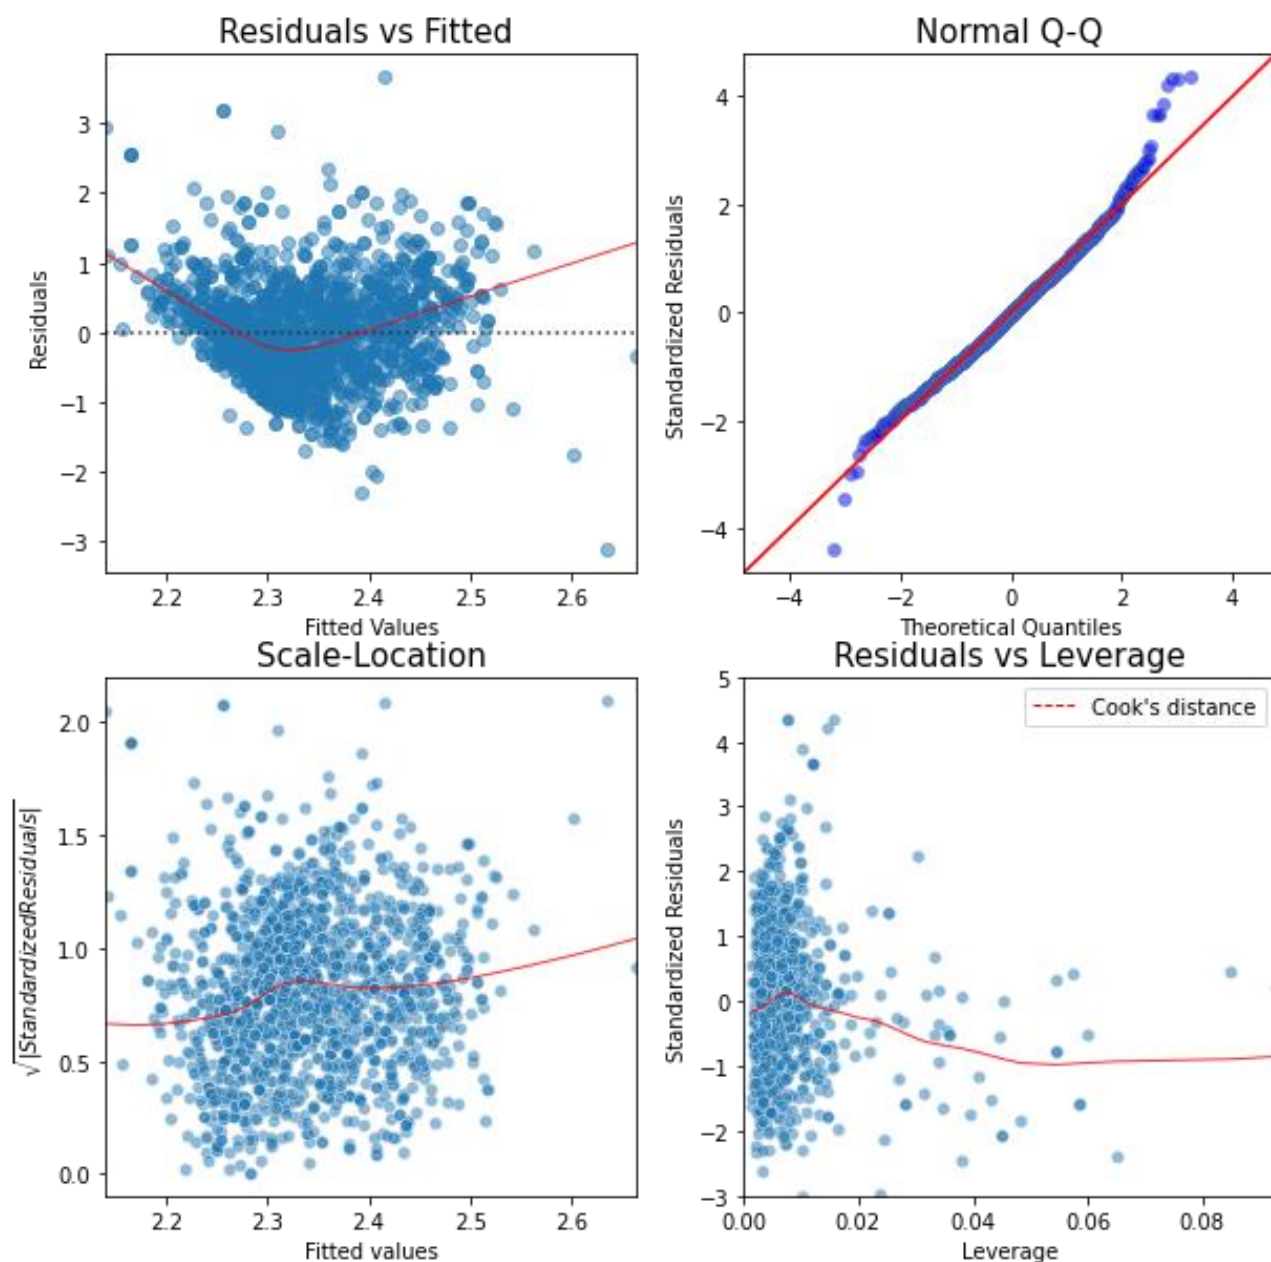 Residuals vs Fitted
Residuals
3
2
1
0
−1
−2
−3
2.2 2.3 2.4 2.5 2.6
Fitted Values
Normal Q-Q
Standardized Residuals
4
2
0
−2
−4
−4 −2 0 2 4
Theoretical Quantiles
Scale-Location
√|StandardizedResiduals|
2.0
1.5
1.0
0.5
0.0
2.2 2.3 2.4 2.5 2.6
Fitted values
Residuals vs Leverage
Cook's distance
Standardized Residuals
5
4
3
2
1
0
−1
−2
−3
0.00 0.02 0.04 0.06 0.08
Leverage